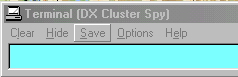 Terminal (DX Cluster Spy)
Clear Hide Save Options Help